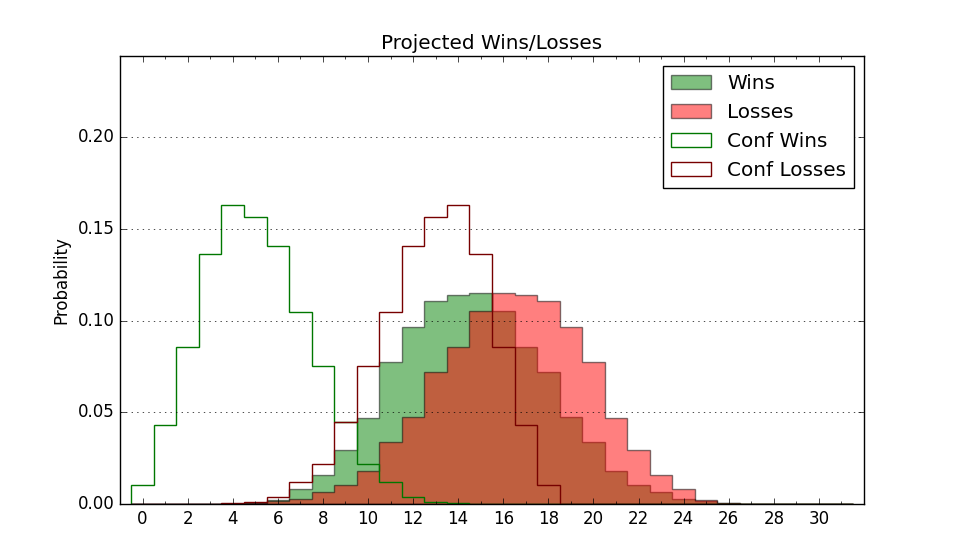 Projected Wins/Losses
Wins
Losses
Conf Wins
Conf Losses
Probability
0.20
0.15
0.10
0.05
0.00
0 2 4 6 8 10 12 14 16 18 20 22 24 26 28 30